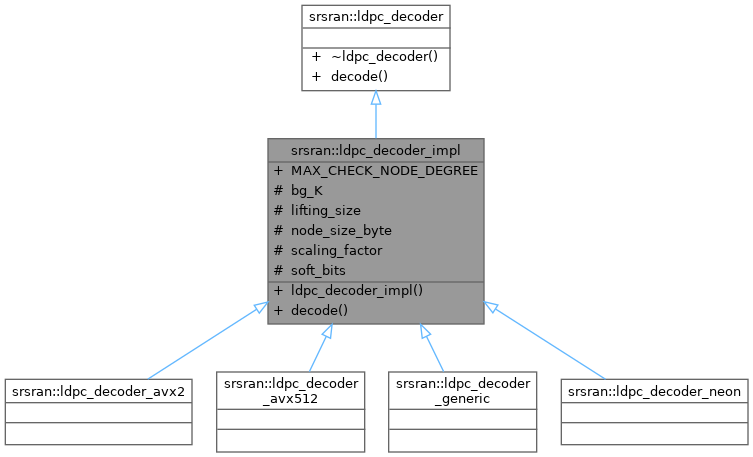 srsran::ldpc_decoder
+ ~ldpc_decoder()
+ decode()
srsran::ldpc_decoder_impl
+ MAX_CHECK_NODE_DEGREE
# bg_K
# lifting_size
# node_size_byte
# scaling_factor
# soft_bits
+ ldpc_decoder_impl()
+ decode()
srsran::ldpc_decoder_avx2
srsran::ldpc_decoder
_avx512
srsran::ldpc_decoder
_generic
srsran::ldpc_decoder_neon